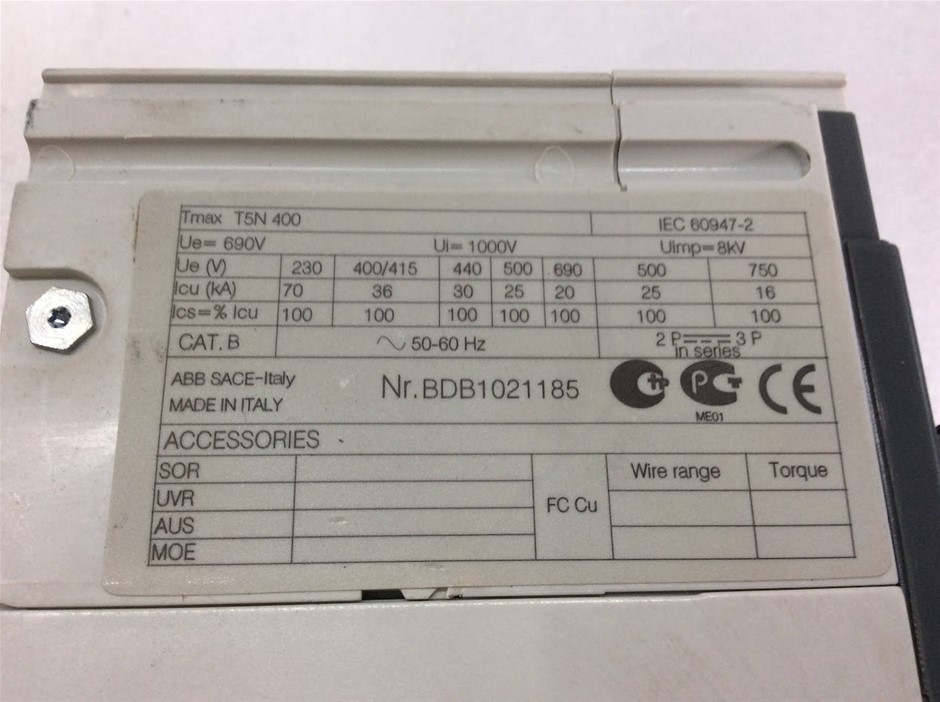 Tmax T5N 400 IEC 60947-2
Ue= 690V Ui= 1000V Uimp=8kV
Ue (V) 230 400/415 440 500 690 500 750
Icu (kA) 70 36 30 25 20 25 16
Ics=% Icu 100 100 100 100 100 100 100
CAT. B 50-60 Hz 2 P 3 P
in series
ABB SACE-Italy Nr.BDB1021185
MADE IN ITALY
ME01
ACCESSORIES
SOR Wire range Torque
UVR FC Cu
AUS
MOE